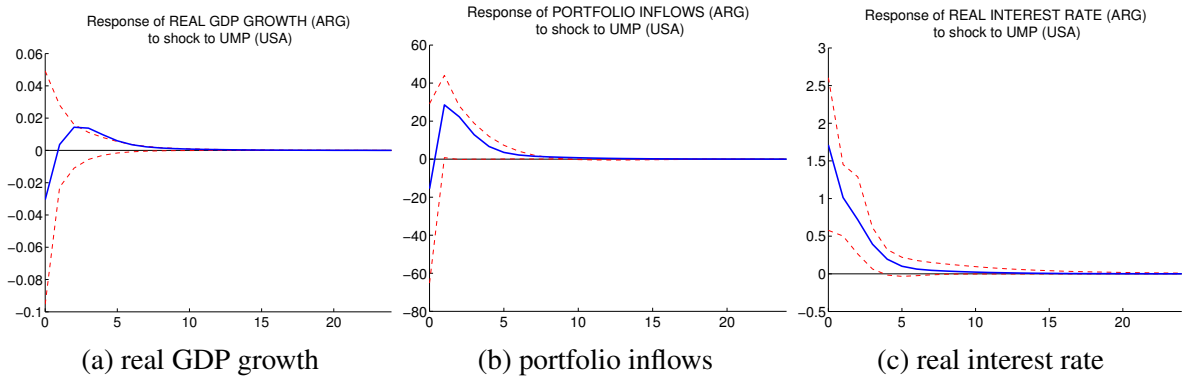 Response of REAL GDP GROWTH (ARG)
to shock to UMP (USA)
0.06
0.04
0.02
0
−0.02
−0.04
−0.06
−0.08
−0.1
0 5 10 15 20
(a) real GDP growth
Response of PORTFOLIO INFLOWS (ARG)
to shock to UMP (USA)
60
40
20
0
−20
−40
−60
−80
0 5 10 15 20
(b) portfolio inflows
Response of REAL INTEREST RATE (ARG)
to shock to UMP (USA)
3
2.5
2
1.5
1
0.5
0
−0.5
0 5 10 15 20
(c) real interest rate